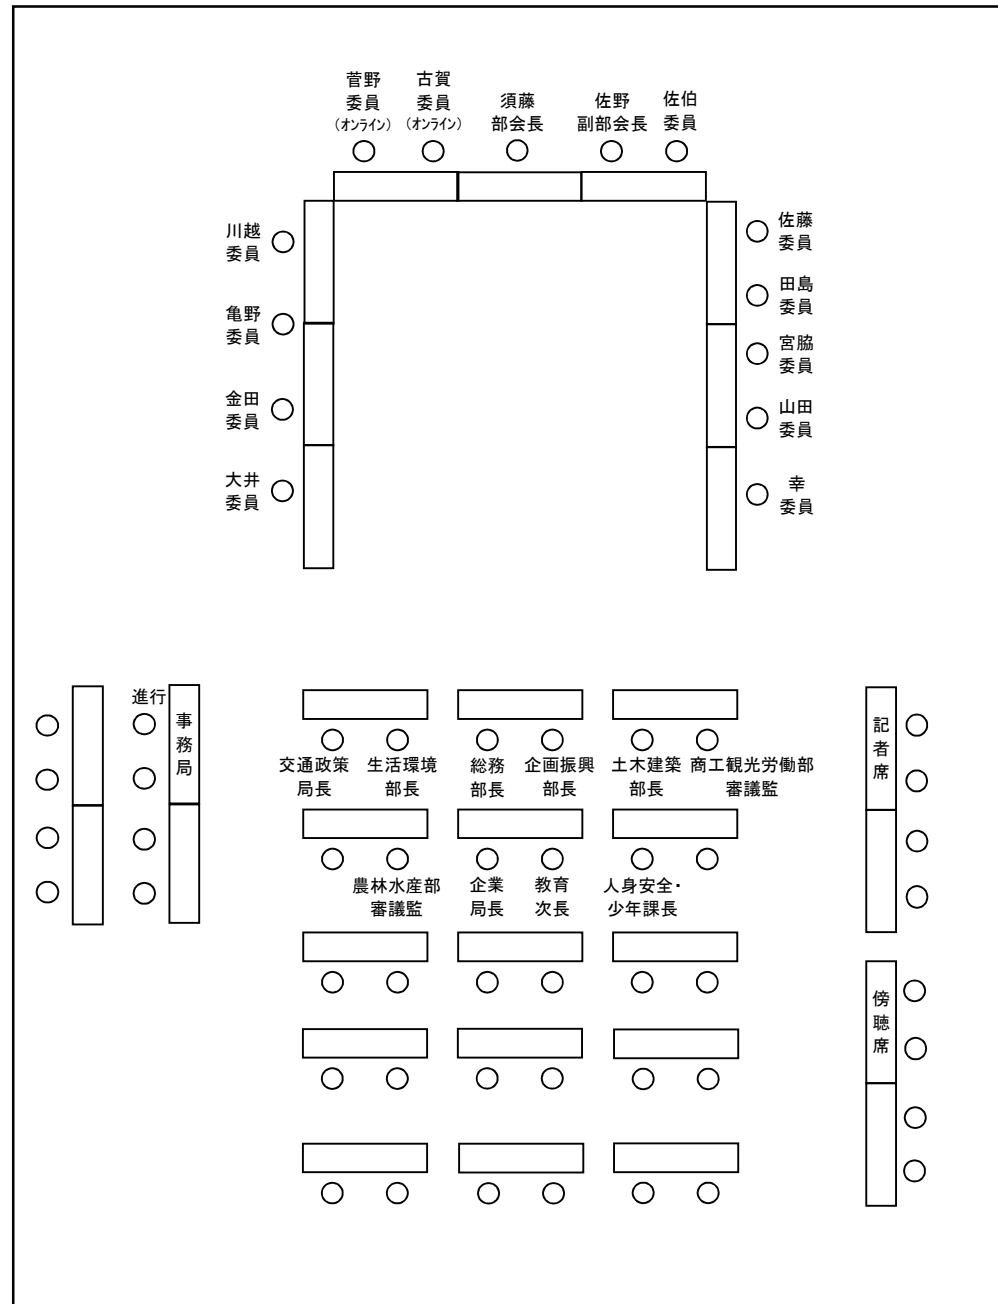 菅野
委員
（オンライン）
古賀
委員
（オンライン）
須藤
部会長
佐野
副部会長
佐伯
委員
川越
委員
亀野
委員
金田
委員
大井
委員
佐藤
委員
田島
委員
宮脇
委員
山田
委員
幸
委員
進行
事務局
交通政策
局長
生活環境
部長
総務
部長
企画振興
部長
土木建築
部長
商工観光労働部
審議監
農林水産部
審議監
企業
局長
教育
次長
人身安全・
少年課長
記者席
傍聴席